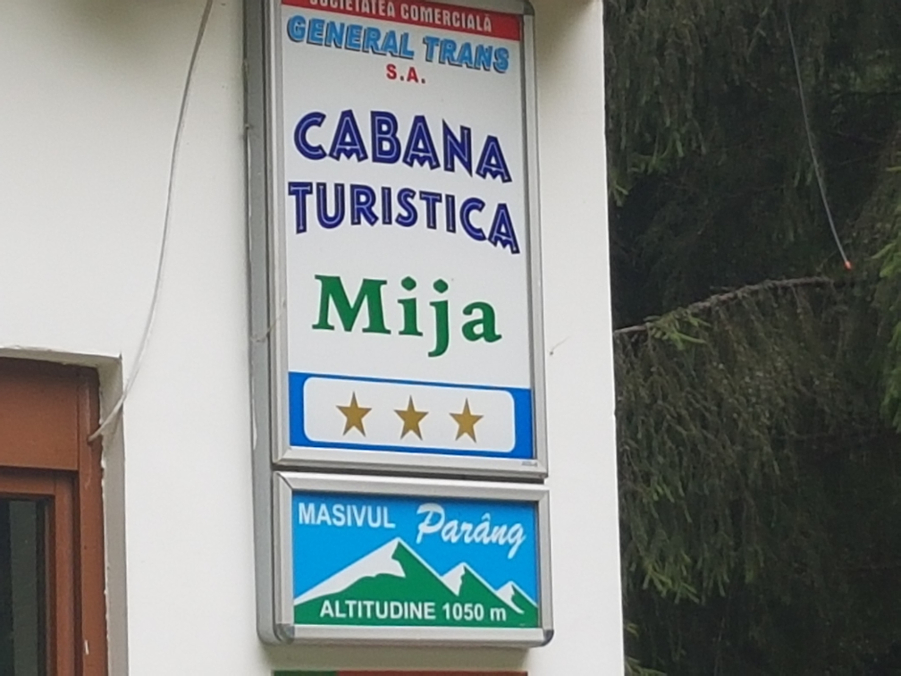 SOCIETATEA COMERCIALĂ
GENERAL TRANS
S.A.
CABANA
TURISTICA
Mija
MASIVUL Parâng
ALTITUDINE 1050 m